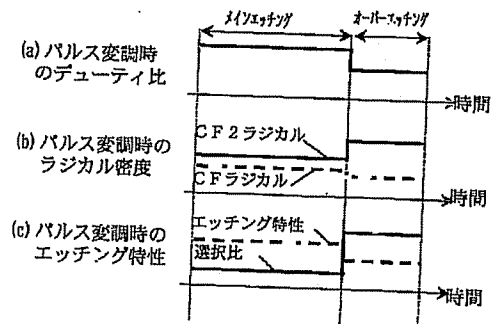 メインエッチング
オーバーエッチング
(a) パルス変調時
のデューティ比
時間
(b) パルス変調時の
ラジカル密度
CF2ラジカル
CFラジカル
時間
(c) パルス変調時の
エッチング特性
エッチング特性
選択比
時間